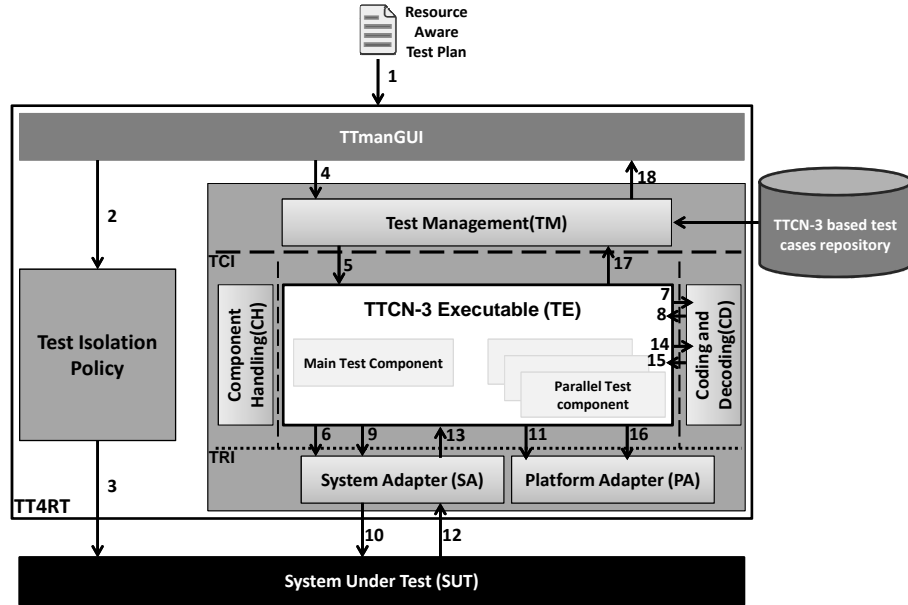 Resource
Aware
Test Plan
1
TTmanGUI
2
4
18
Test Management(TM)
TTCN-3 based test
cases repository
TCI
5
17
Test Isolation
Policy
Component
Handling(CH)
TTCN-3 Executable (TE)
7
8
14
15
Coding and
Decoding(CD)
Main Test Component
Parallel Test
component
6
9
13
11
16
TRI
System Adapter (SA)
Platform Adapter (PA)
3
TT4RT
10
12
System Under Test (SUT)